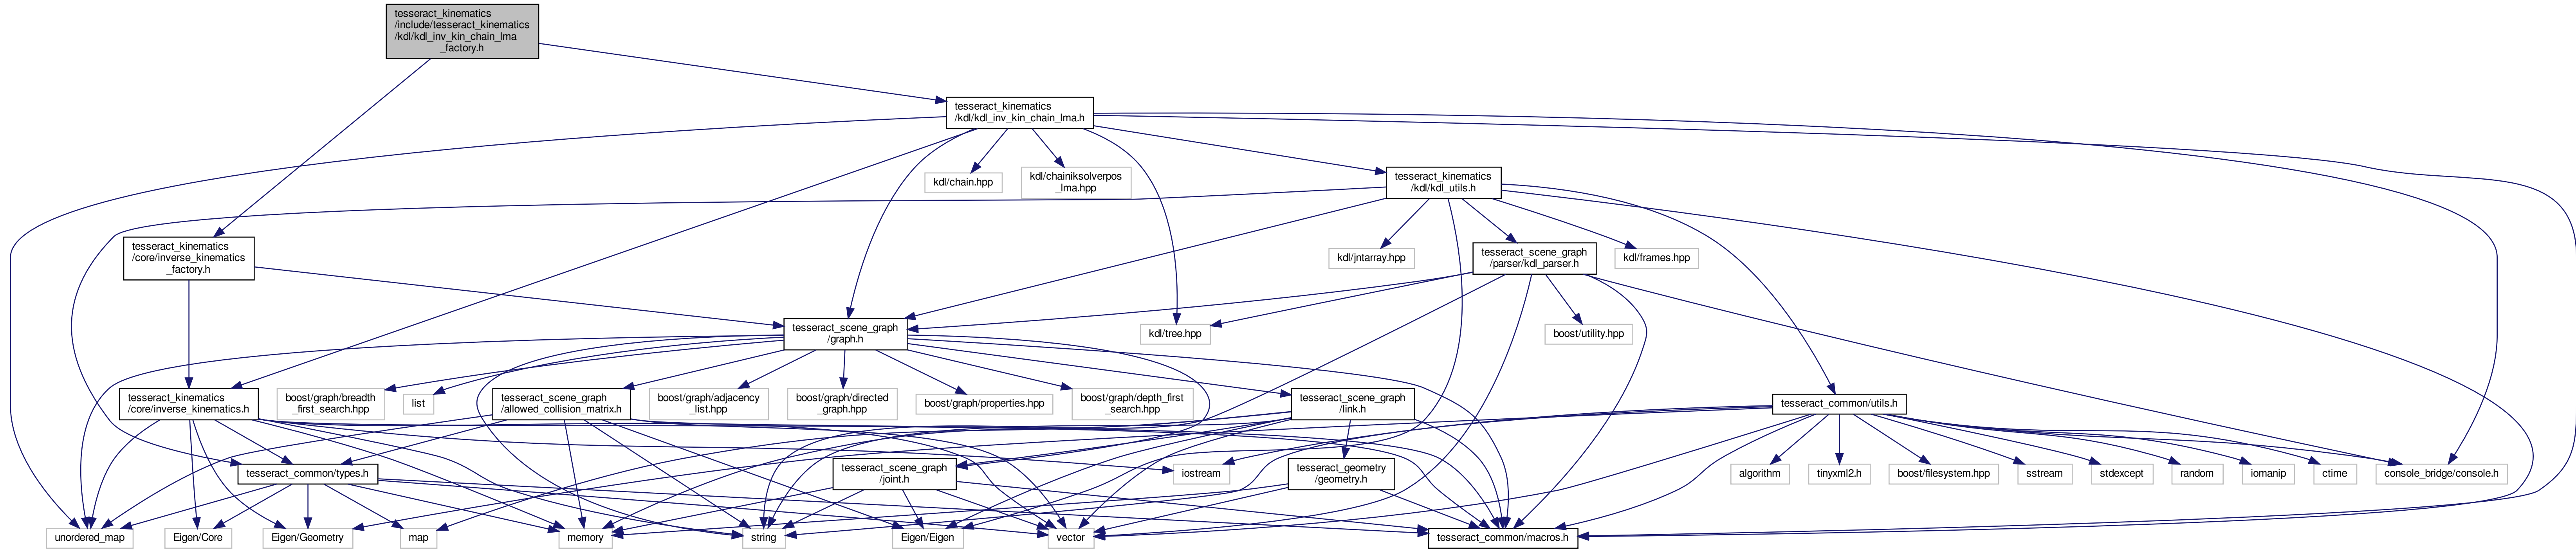 tesseract_kinematics
/include/tesseract_kinematics
/kdl/kdl_inv_kin_chain_lma
_factory.h
tesseract_kinematics
/kdl/kdl_inv_kin_chain_lma.h
kdl/chain.hpp
kdl/chainiksolverpos
_lma.hpp
tesseract_kinematics
/kdl/kdl_utils.h
tesseract_kinematics
/core/inverse_kinematics
_factory.h
kdl/jntarray.hpp
tesseract_scene_graph
/parser/kdl_parser.h
kdl/frames.hpp
tesseract_scene_graph
/graph.h
kdl/tree.hpp
boost/utility.hpp
tesseract_kinematics
/core/inverse_kinematics.h
boost/graph/breadth
_first_search.hpp
list
tesseract_scene_graph
/allowed_collision_matrix.h
boost/graph/adjacency
_list.hpp
boost/graph/directed
_graph.hpp
boost/graph/properties.hpp
boost/graph/depth_first
_search.hpp
tesseract_scene_graph
/link.h
tesseract_common/utils.h
tesseract_common/types.h
tesseract_scene_graph
/joint.h
iostream
tesseract_geometry
/geometry.h
algorithm
tinyxml2.h
boost/filesystem.hpp
sstream
stdexcept
random
iomanip
ctime
console_bridge/console.h
unordered_map
Eigen/Core
Eigen/Geometry
map
memory
string
Eigen/Eigen
vector
tesseract_common/macros.h